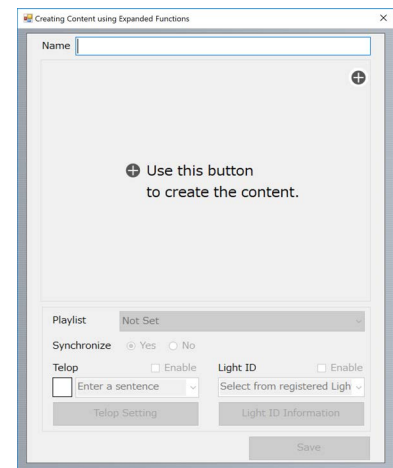 Creating Content using Expanded Functions
Name
Use this button
to create the content.
Playlist Not Set
Synchronize Yes No
Telop Enable Light ID Enable
Enter a sentence Select from registered Ligh
Telop Setting Light ID Information
Save